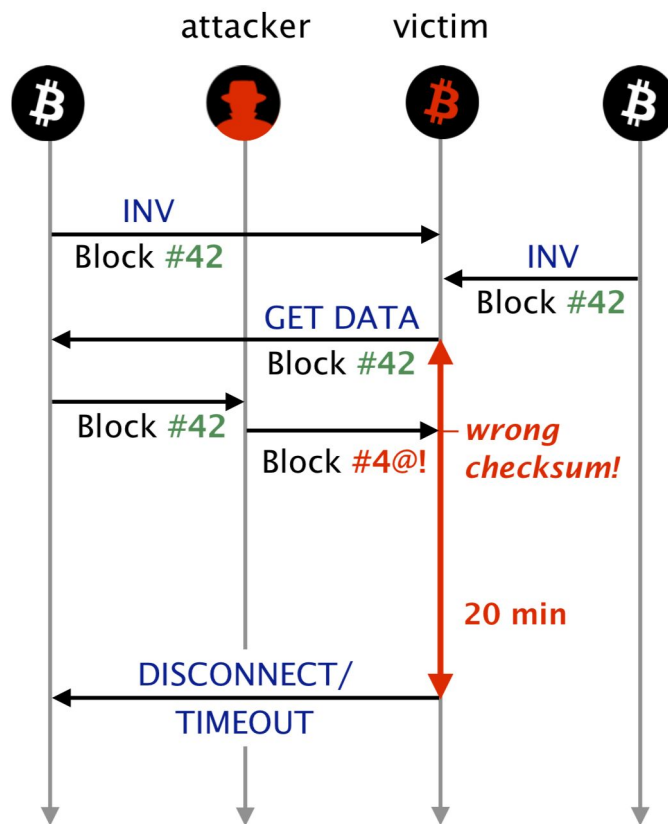 attacker
victim
INV
Block #42
INV
Block #42
GET DATA
Block #42
Block #42
Block #4@!
wrong
checksum!
20 min
DISCONNECT/
TIMEOUT